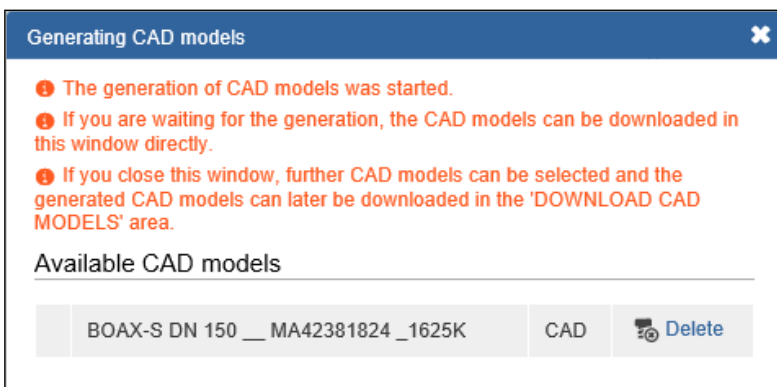 Generating CAD models
The generation of CAD models was started.
If you are waiting for the generation, the CAD models can be downloaded in
this window directly.
If you close this window, further CAD models can be selected and the
generated CAD models can later be downloaded in the 'DOWNLOAD CAD
MODELS' area.
Available CAD models
BOAX-S DN 150 __ MA42381824 _1625K CAD Delete